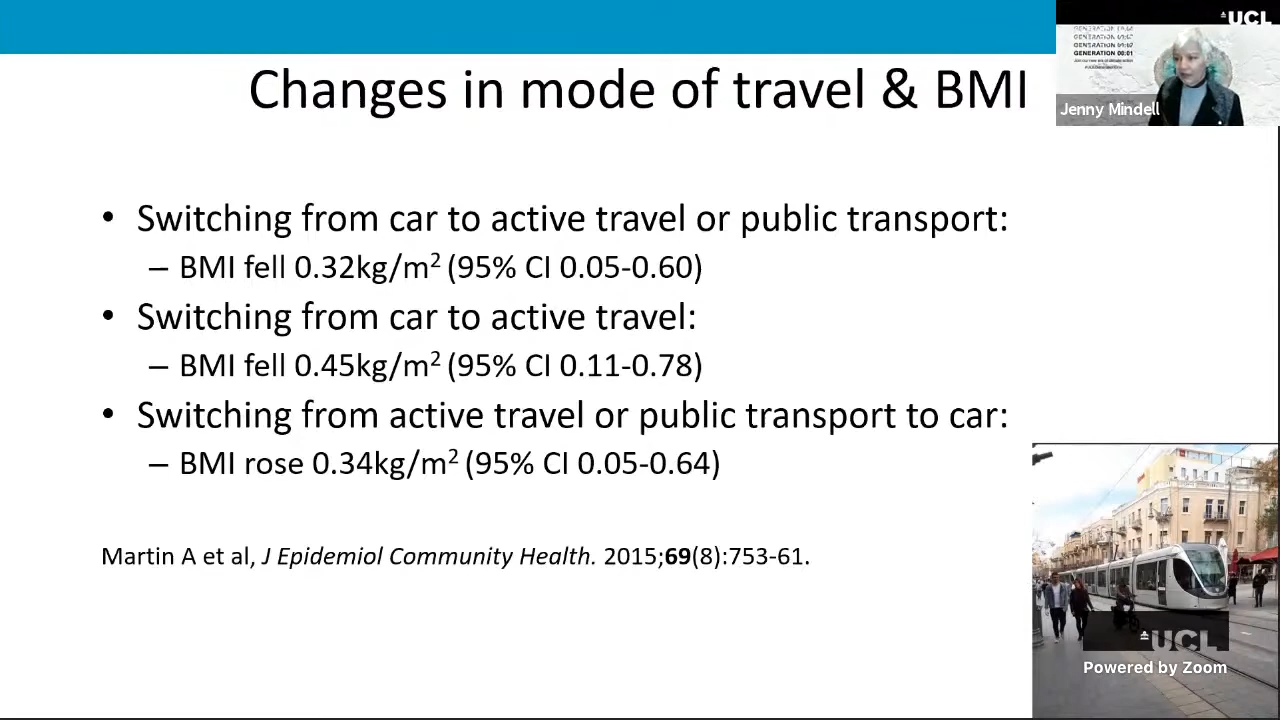 UCL
GENERATION 00:01
Jenny Mindell
Changes in mode of travel & BMI
• Switching from car to active travel or public transport:
– BMI fell 0.32kg/m² (95% CI 0.05-0.60)
• Switching from car to active travel:
– BMI fell 0.45kg/m² (95% CI 0.11-0.78)
• Switching from active travel or public transport to car:
– BMI rose 0.34kg/m² (95% CI 0.05-0.64)
Martin A et al, J Epidemiol Community Health. 2015;69(8):753-61.
UCL
Powered by Zoom